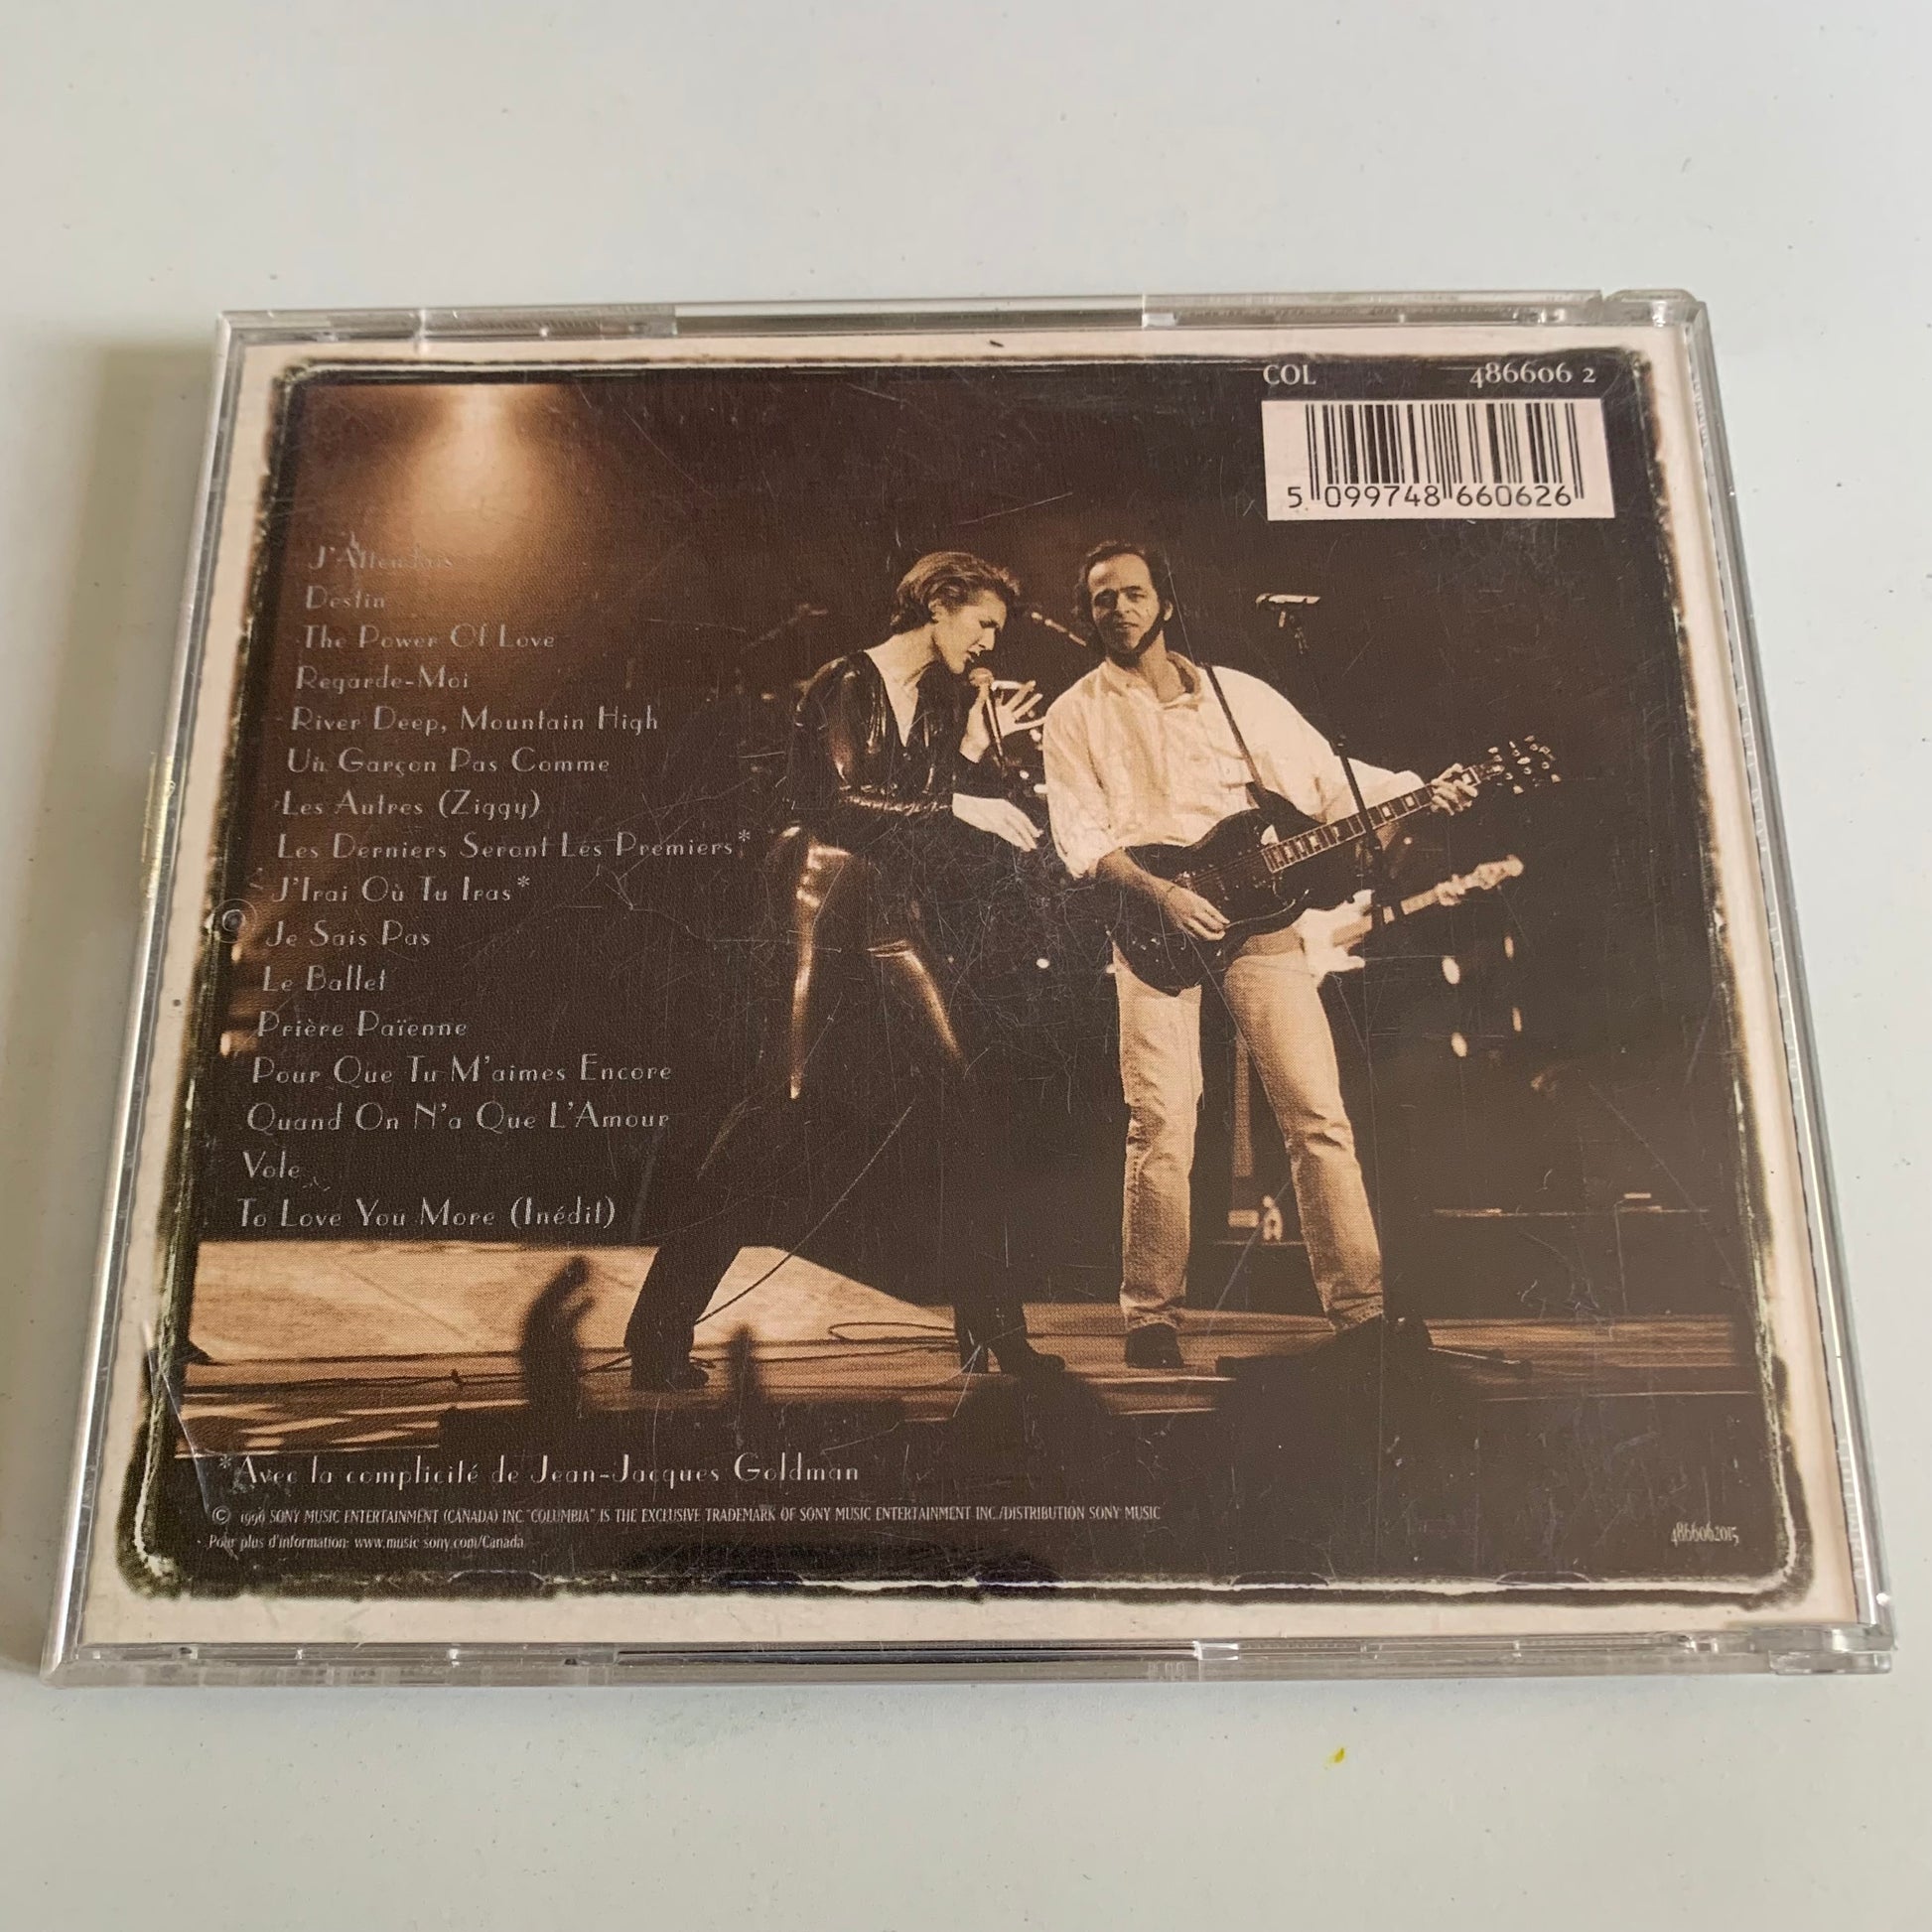 COL 486606 2
5 099748 660626
J'Attendais
Destin
The Power Of Love
Regarde-Moi
River Deep, Mountain High
Un Garçon Pas Comme
Les Autres (Ziggy)
Les Derniers Seront Les Premiers*
J'Irai Où Tu Iras*
Je Sais Pas
Le Ballet
Prière Païenne
Pour Que Tu M'aimes Encore
Quand On N'a Que L'Amour
Vole
To Love You More (Inédit)
*Avec la complicité de Jean-Jacques Goldman
© 1996 SONY MUSIC ENTERTAINMENT (CANADA) INC. "COLUMBIA" IS THE EXCLUSIVE TRADEMARK OF SONY MUSIC ENTERTAINMENT INC./DISTRIBUTION SONY MUSIC
Pour plus d'information: www.music.sony.com/Canada
4866062015